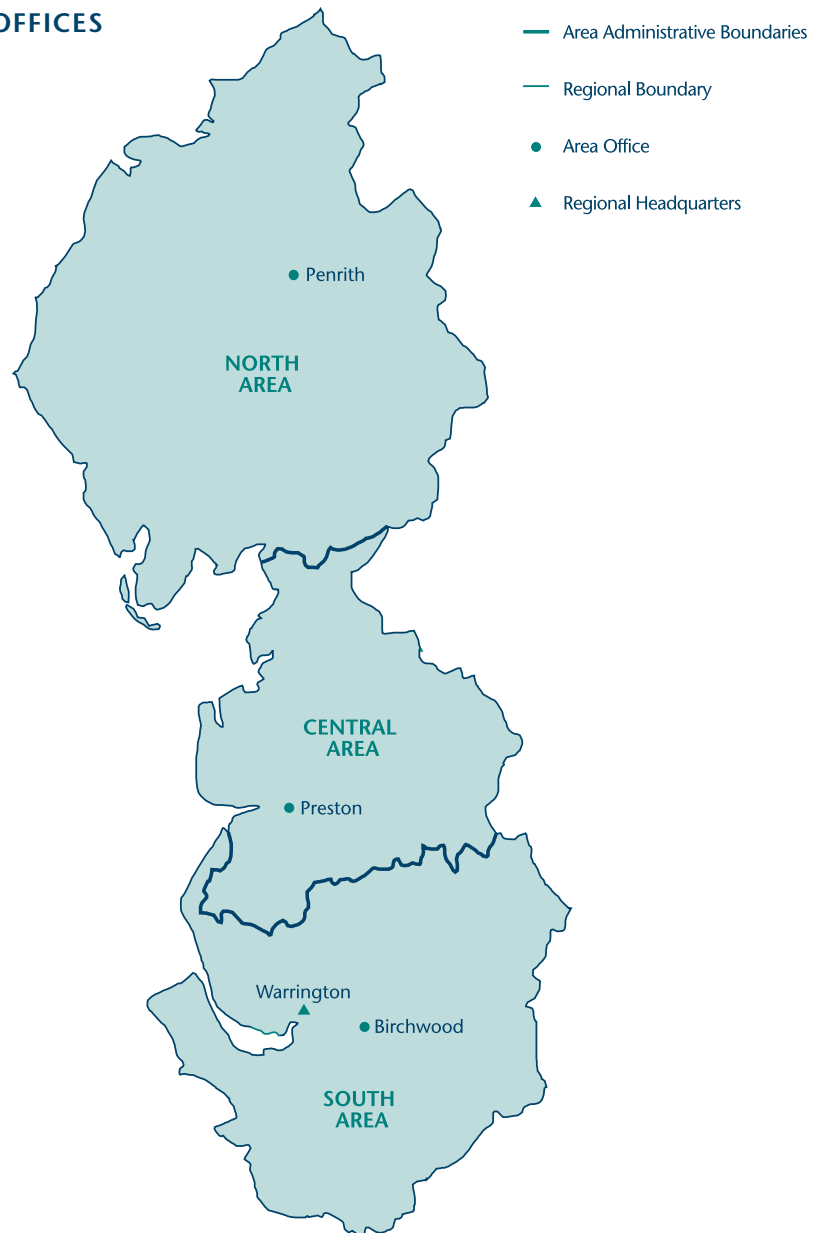 OFFICES
Area Administrative Boundaries
Regional Boundary
Area Office
Regional Headquarters
Penrith
NORTH
AREA
CENTRAL
AREA
Preston
Warrington
Birchwood
SOUTH
AREA